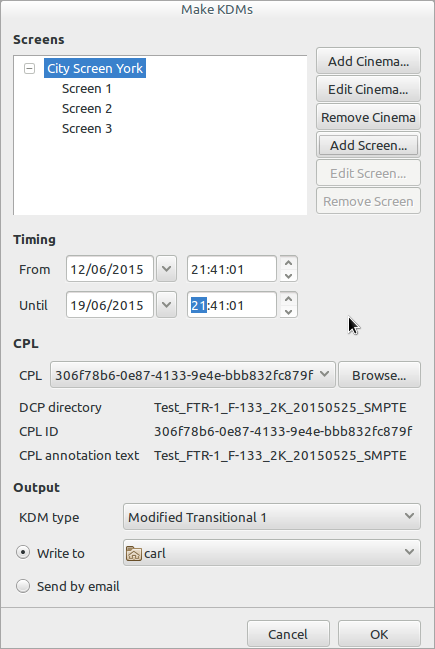 Make KDMs
Screens
City Screen York
Screen 1
Screen 2
Screen 3
Add Cinema...
Edit Cinema...
Remove Cinema
Add Screen...
Edit Screen...
Remove Screen
Timing
From 12/06/2015 21:41:01
Until 19/06/2015 21:41:01
CPL
CPL 306f78b6-0e87-4133-9e4e-bbb832fc879f Browse...
DCP directory Test_FTR-1_F-133_2K_20150525_SMPTE
CPL ID 306f78b6-0e87-4133-9e4e-bbb832fc879f
CPL annotation text Test_FTR-1_F-133_2K_20150525_SMPTE
Output
KDM type Modified Transitional 1
Write to carl
Send by email
Cancel OK